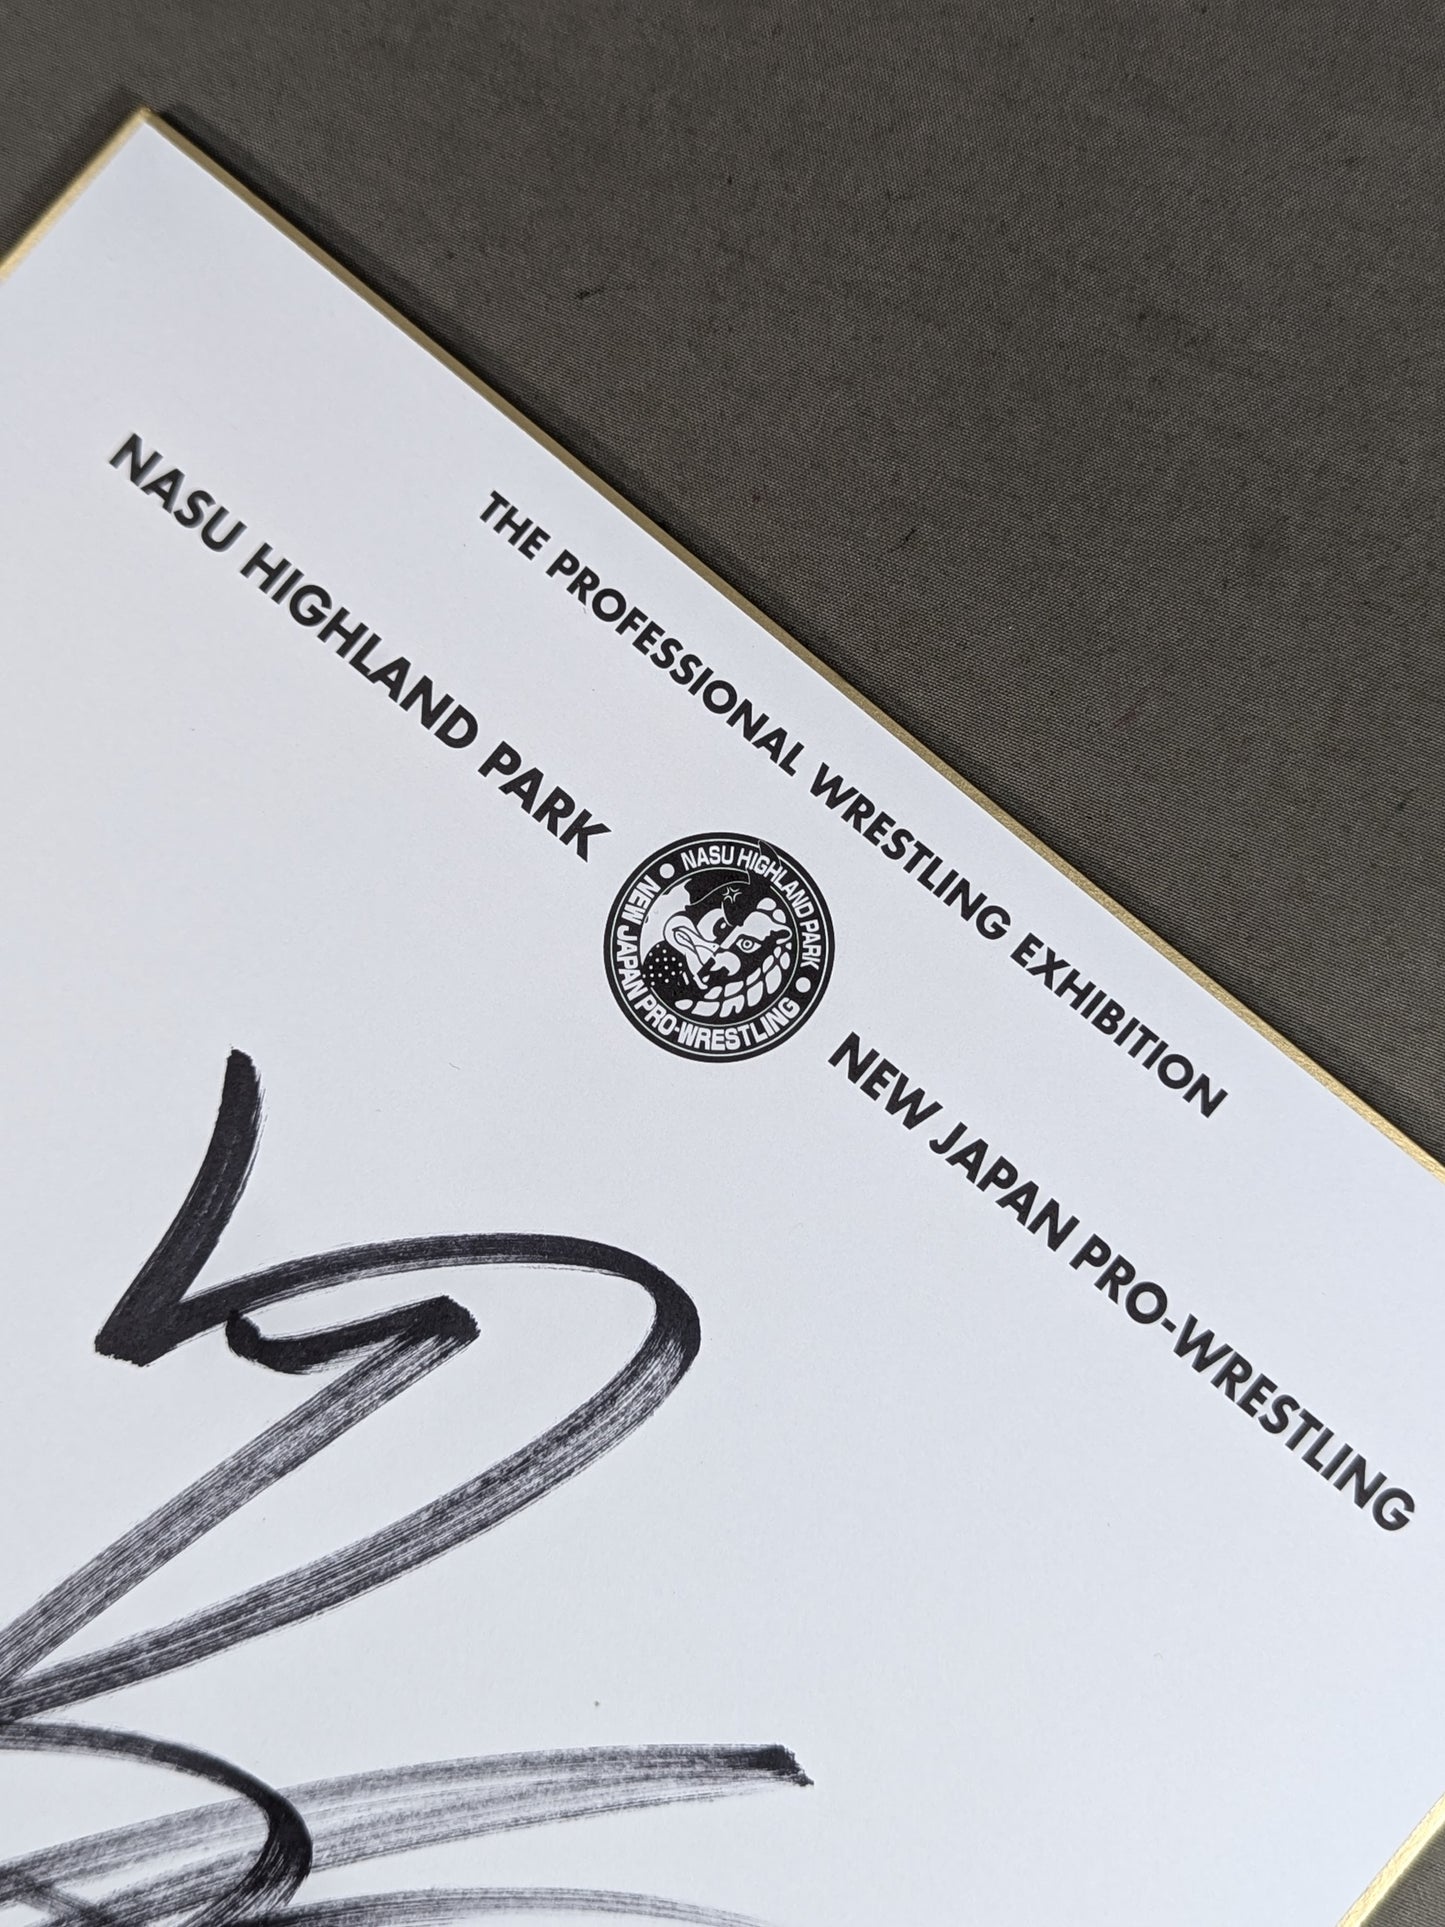 THE PROFESSIONAL WRESTLING EXHIBITION
NASU HIGHLAND PARK
NEW JAPAN PRO-WRESTLING
NASU HIGHLAND PARK
NEW JAPAN PRO-WRESTLING